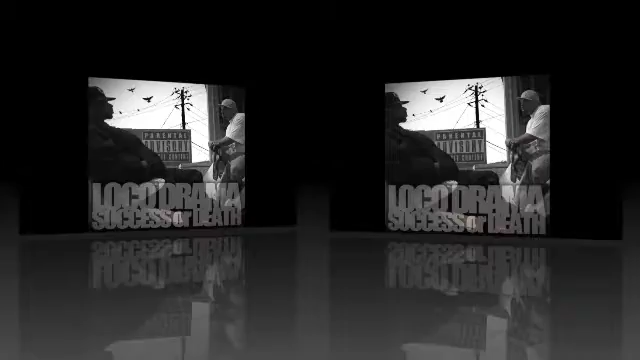 PARENTAL
ADVISORY
LOCO DRAMA
SUCCESS or DEATH
PARENTAL
ADVISORY
LOCO DRAMA
SUCCESS or DEATH